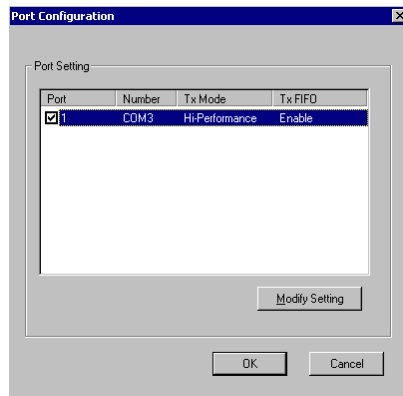 Port Configuration
Port Setting
Port Number Tx Mode Tx FIFO
1 COM3 Hi-Performance Enable
Modify Setting
OK Cancel